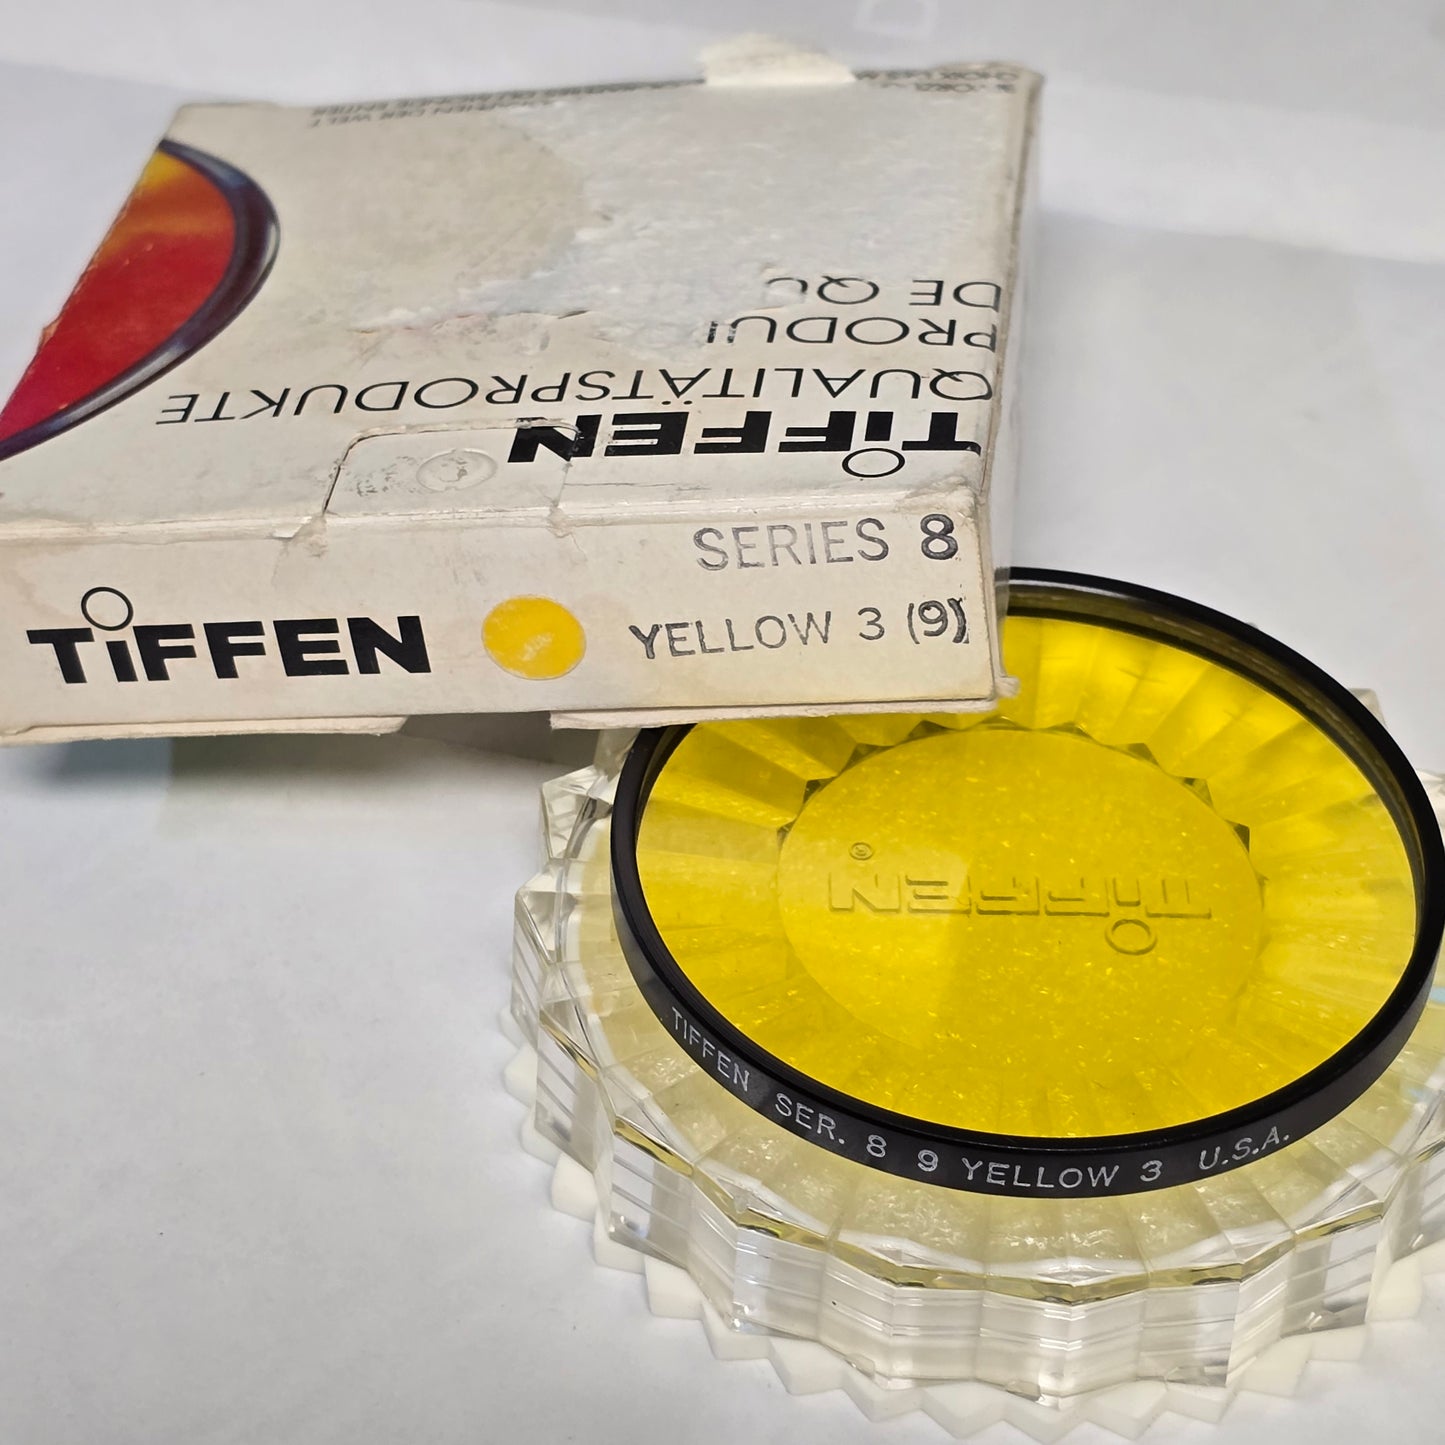 TIFFEN
QUALITÄTSPRODUKTE
PRODUI
DE QU
SERIES 8
TIFFEN
YELLOW 3 (9)
TIFFEN ®
TIFFEN SER. 8 9 YELLOW 3 U.S.A.